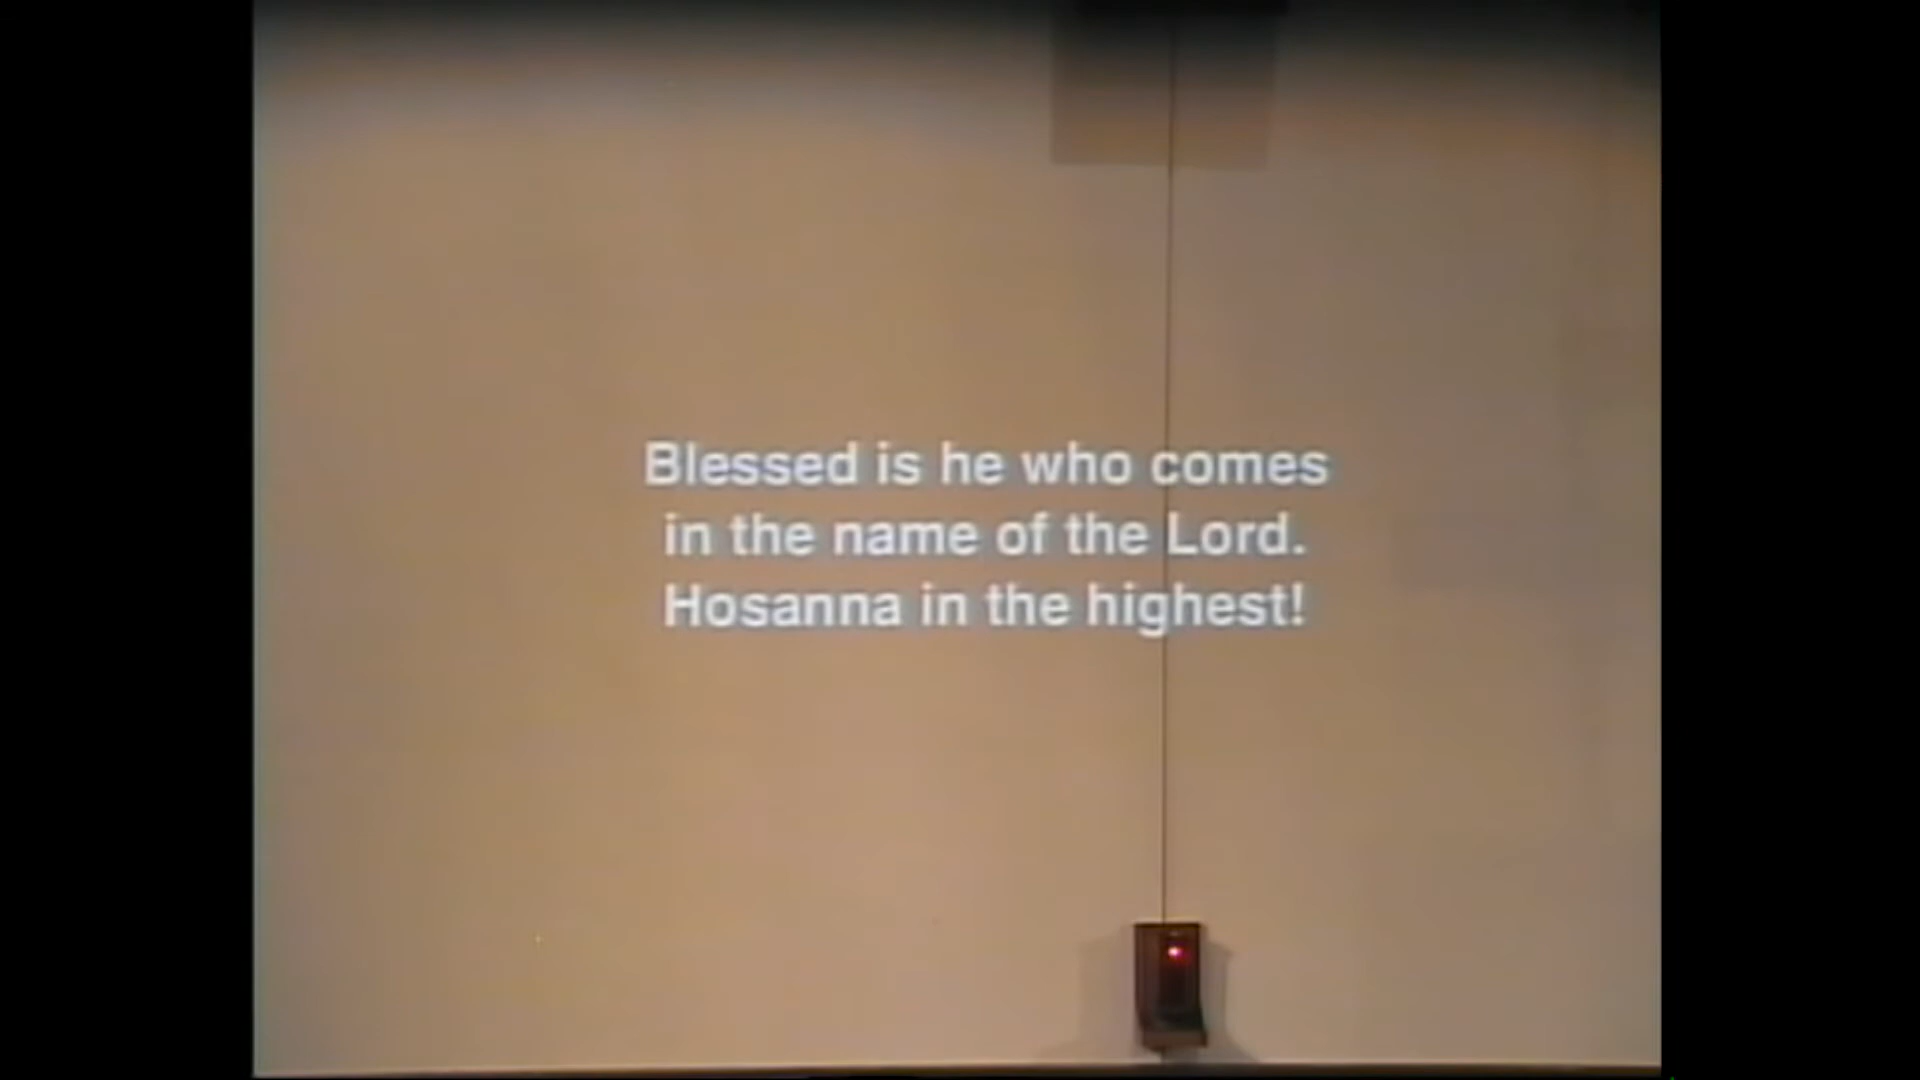 Blessed is he who comes
in the name of the Lord.
Hosanna in the highest!